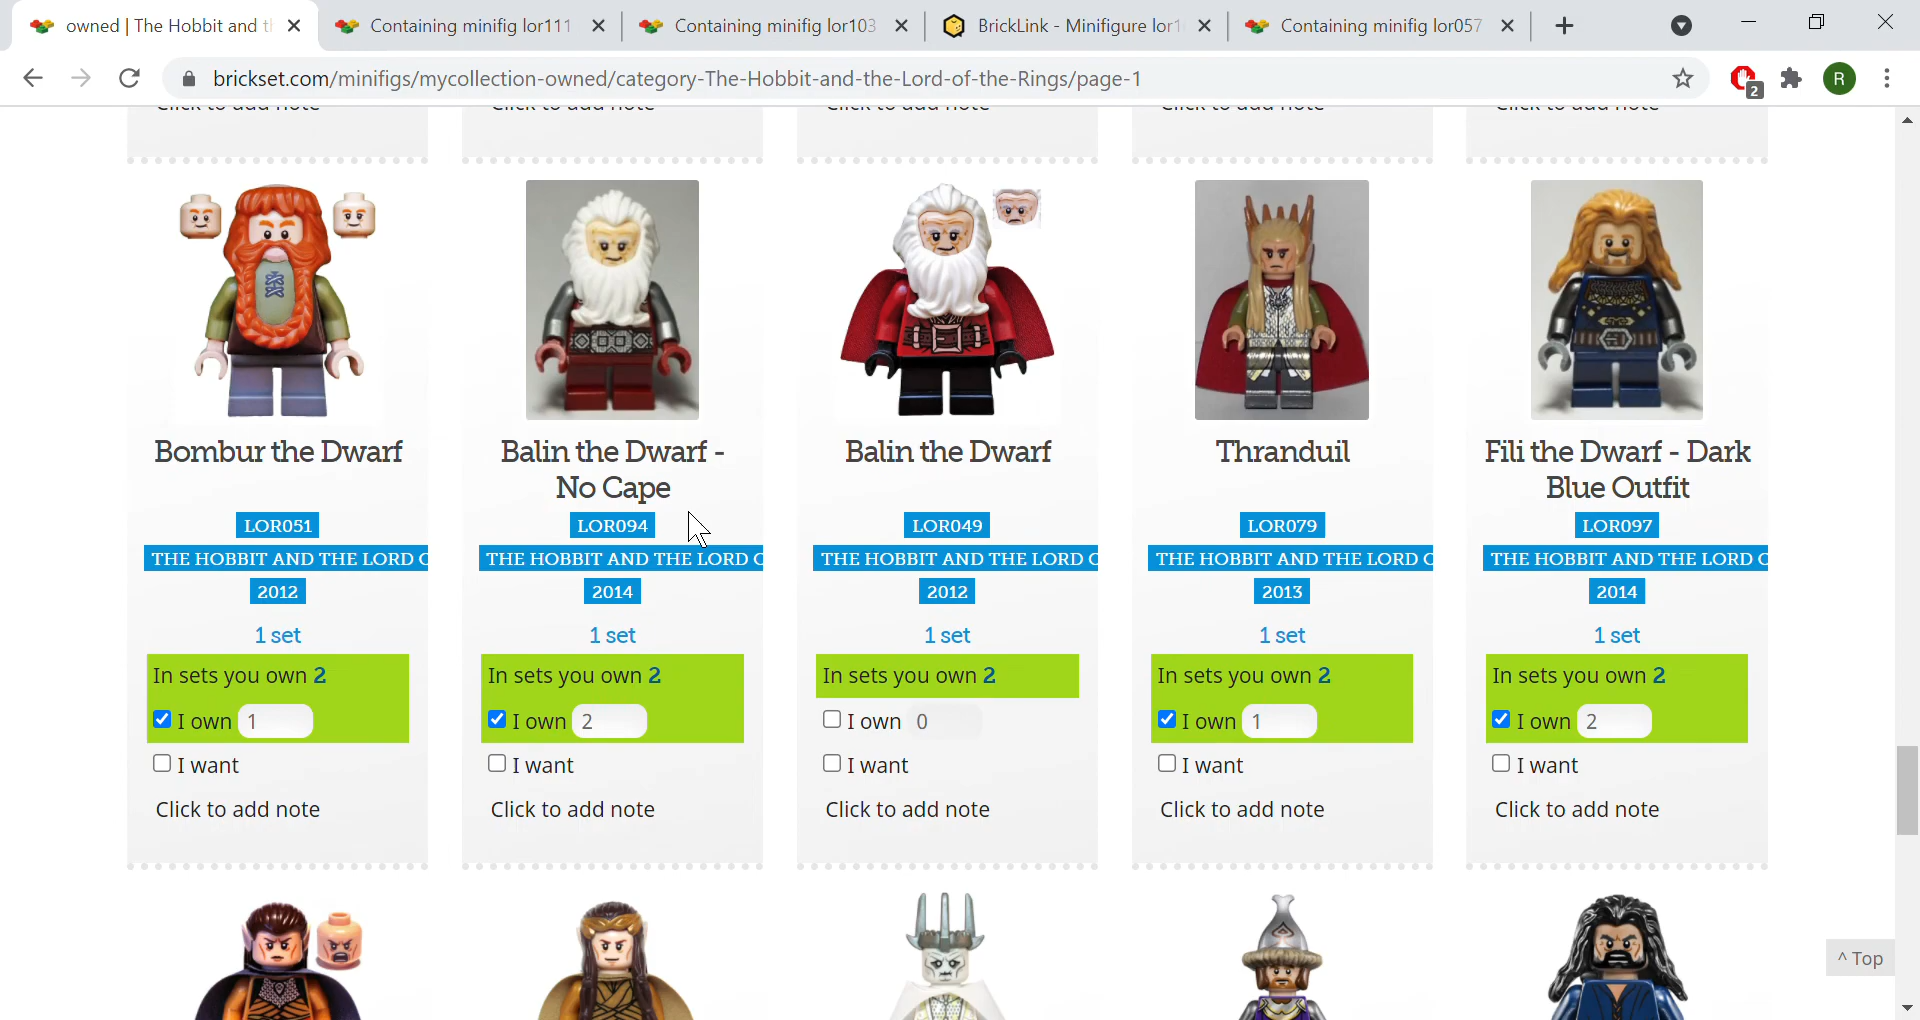 owned | The Hobbit and t
Containing minifig lor111
Containing minifig lor103
BrickLink - Minifigure lor1
Containing minifig lor057
brickset.com/minifigs/mycollection-owned/category-The-Hobbit-and-the-Lord-of-the-Rings/page-1
2
R
Click to add note
Click to add note
Click to add note
Click to add note
Click to add note
Bombur the Dwarf
Balin the Dwarf -
No Cape
Balin the Dwarf
Thranduil
Fili the Dwarf - Dark
Blue Outfit
LOR051
LOR094
LOR049
LOR079
LOR097
THE HOBBIT AND THE LORD O
THE HOBBIT AND THE LORD O
THE HOBBIT AND THE LORD O
THE HOBBIT AND THE LORD O
THE HOBBIT AND THE LORD O
2012
2014
2012
2013
2014
1 set
1 set
1 set
1 set
1 set
In sets you own 2
In sets you own 2
In sets you own 2
In sets you own 2
In sets you own 2
I own 1
I own 2
I own 0
I own 1
I own 2
I want
I want
I want
I want
I want
Click to add note
Click to add note
Click to add note
Click to add note
Click to add note
^ Top